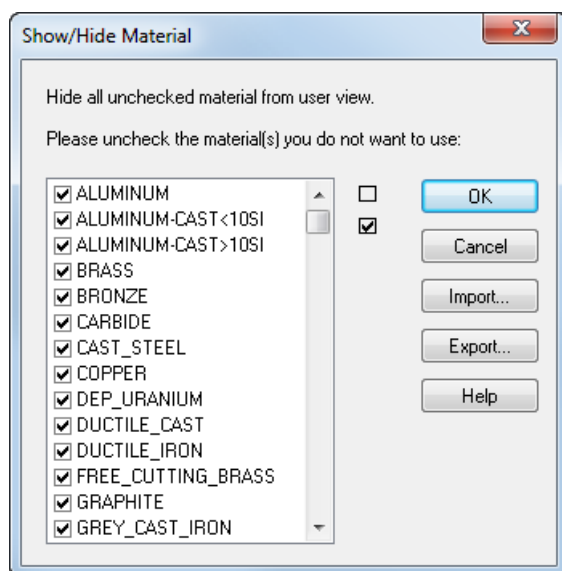 Show/Hide Material
Hide all unchecked material from user view.
Please uncheck the material(s) you do not want to use:
ALUMINUM
ALUMINUM-CAST<10SI
ALUMINUM-CAST>10SI
BRASS
BRONZE
CARBIDE
CAST_STEEL
COPPER
DEP_URANIUM
DUCTILE_CAST
DUCTILE_IRON
FREE_CUTTING_BRASS
GRAPHITE
GREY_CAST_IRON
OK
Cancel
Import...
Export...
Help